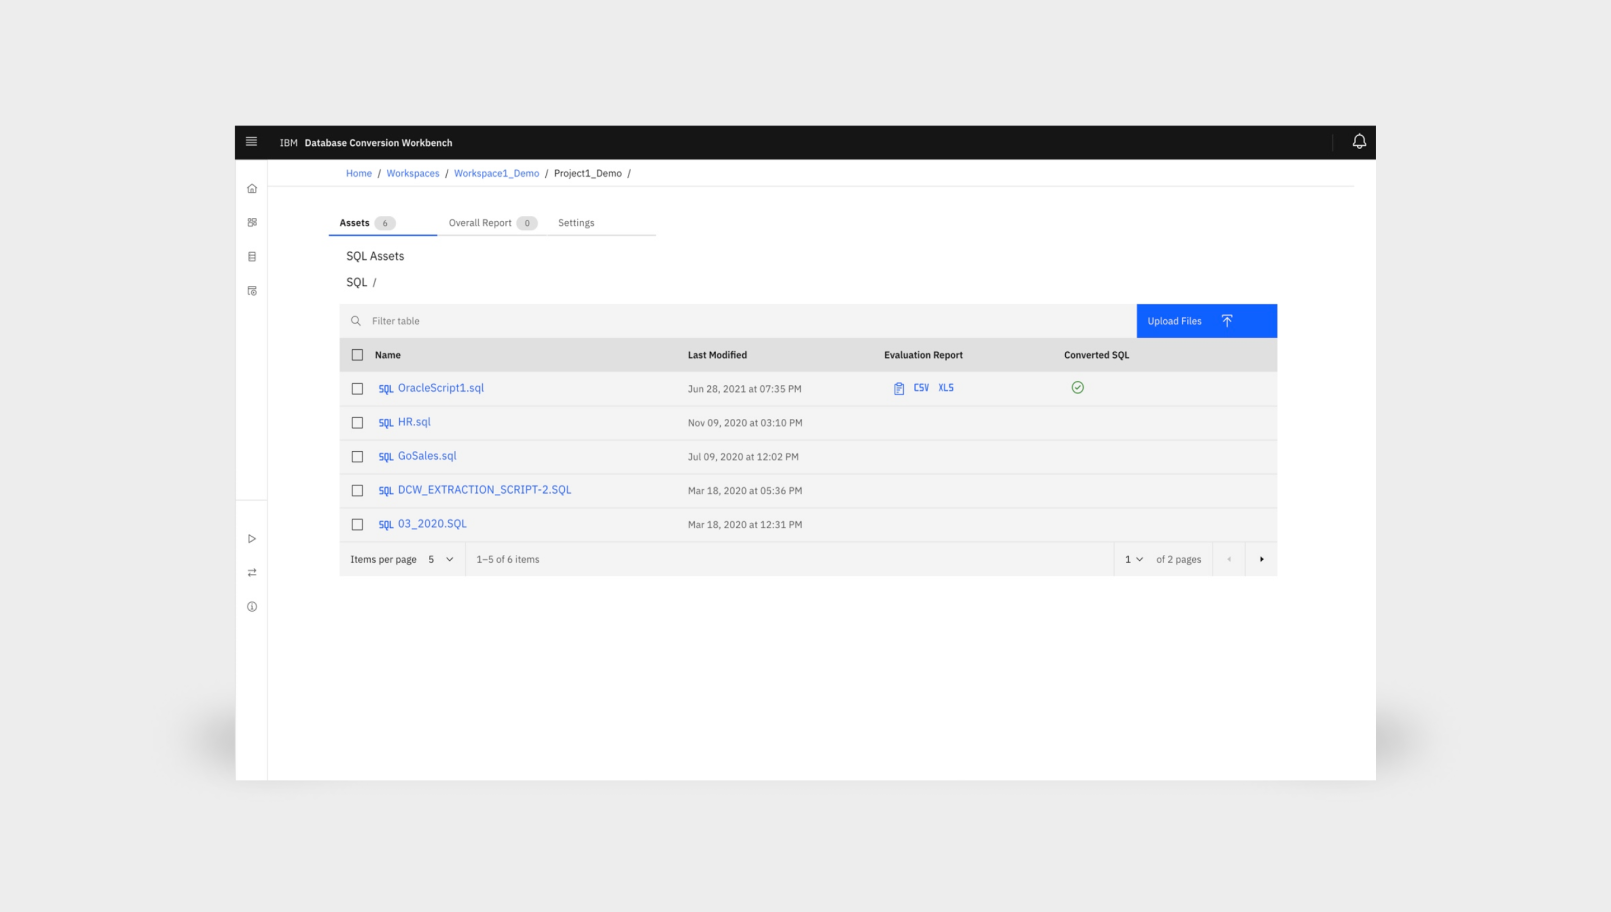 IBM Database Conversion Workbench
Home / Workspaces / Workspace1_Demo / Project1_Demo /
Assets 6 Overall Report 0 Settings
SQL Assets
SQL /
Filter table Upload Files
Name Last Modified Evaluation Report Converted SQL
SQL OracleScript1.sql Jun 28, 2021 at 07:35 PM CSV XLS
SQL HR.sql Nov 09, 2020 at 03:10 PM
SQL GoSales.sql Jul 09, 2020 at 12:02 PM
SQL DCW_EXTRACTION_SCRIPT-2.SQL Mar 18, 2020 at 05:36 PM
SQL 03_2020.SQL Mar 18, 2020 at 12:31 PM
Items per page 5 1–5 of 6 items 1 of 2 pages